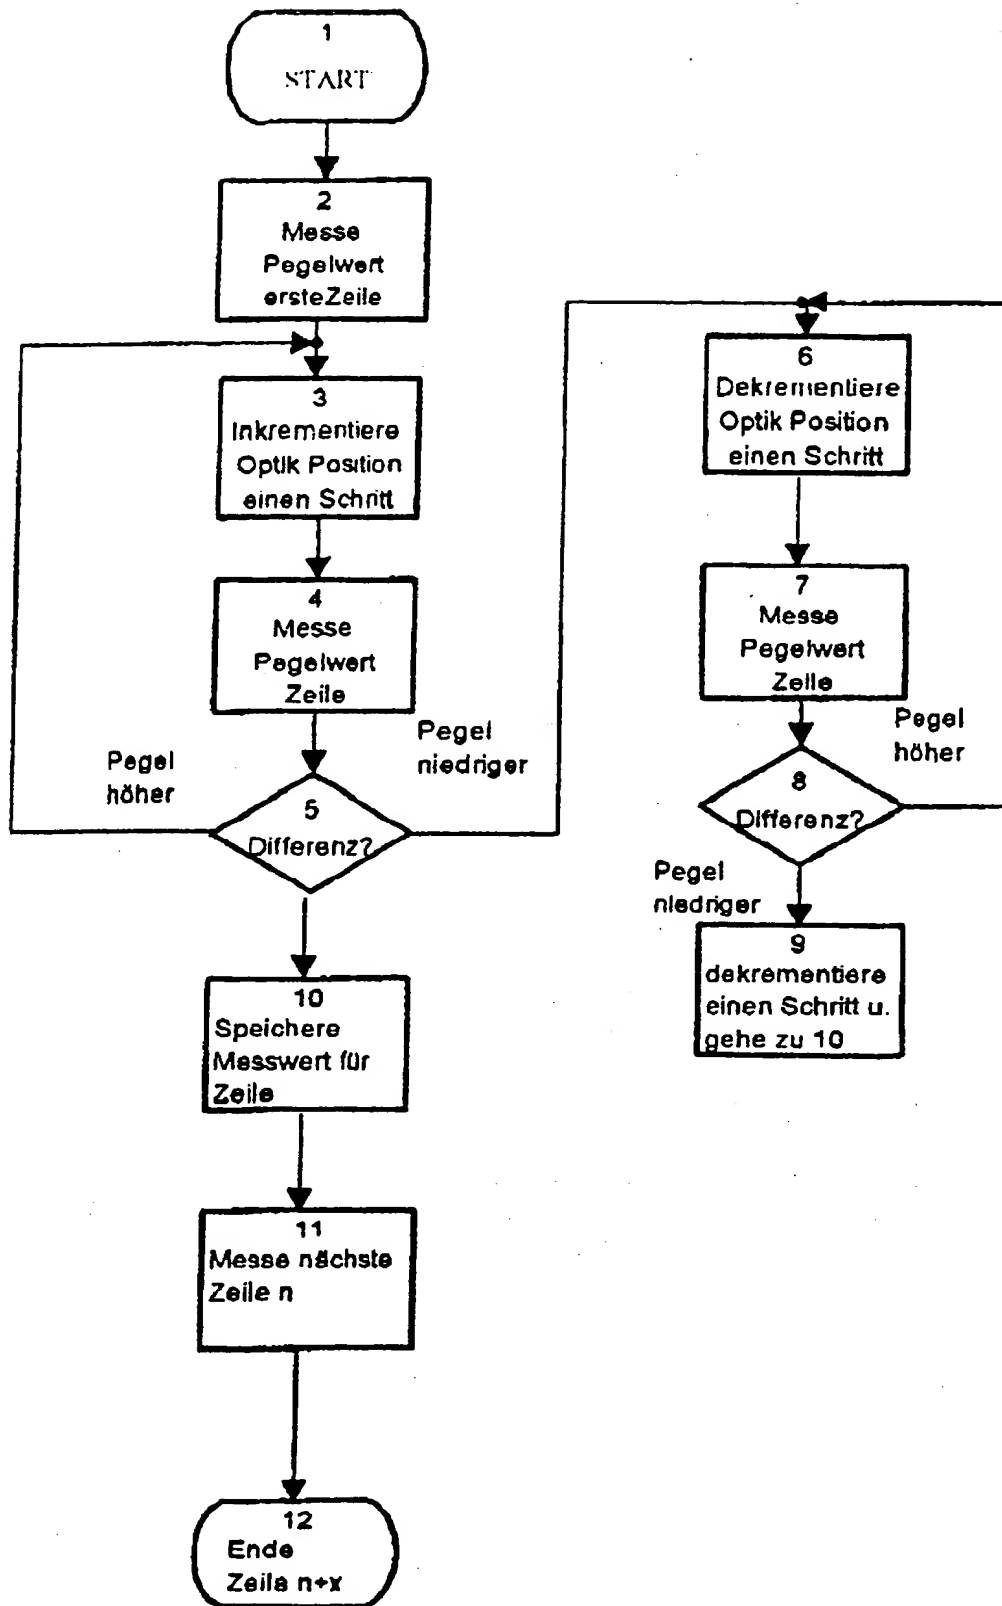 1
START
2
Messe
Pegelwert
ersteZeile
3
Inkrementiere
Optik Position
einen Schritt
4
Messe
Pegelwert
Zeile
Pegel
höher
Pegel
niedriger
5
Differenz?
6
Dekrementiere
Optik Position
einen Schritt
7
Messe
Pegelwert
Zeile
Pegel
höher
8
Differenz?
Pegel
niedriger
9
dekrementiere
einen Schritt u.
gehe zu 10
10
Speichere
Messwert für
Zeile
11
Messe nächste
Zeile n
12
Ende
Zeile n+x